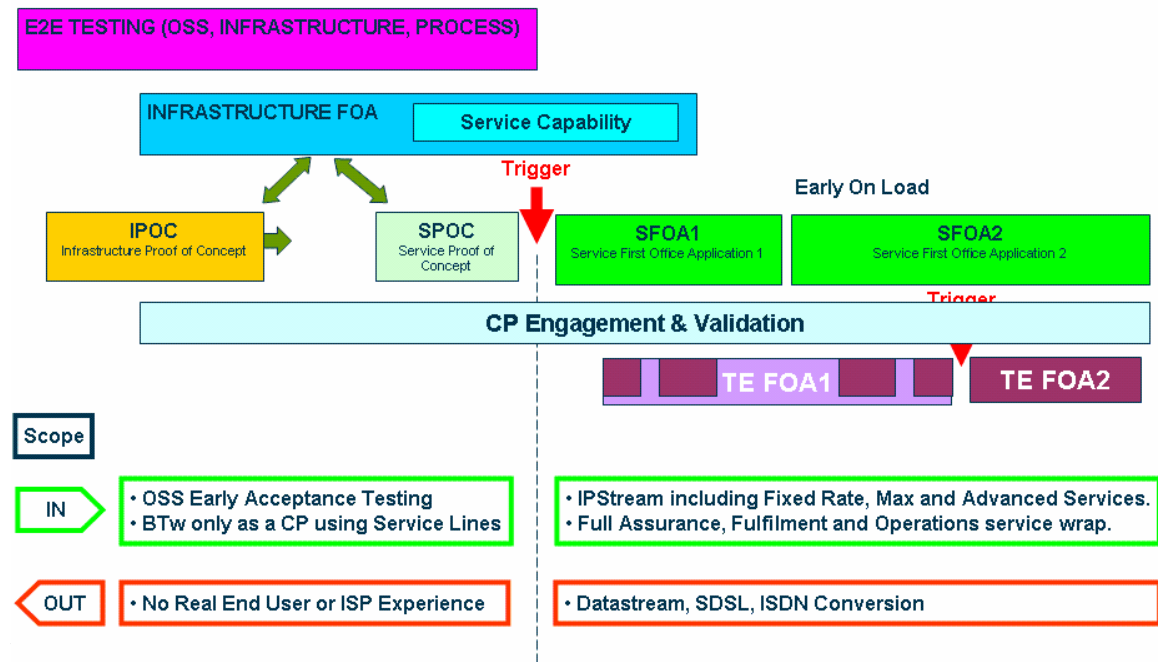 E2E TESTING (OSS, INFRASTRUCTURE, PROCESS)
INFRASTRUCTURE FOA
Service Capability
Trigger
Early On Load
IPOC
Infrastructure Proof of Concept
SPOC
Service Proof of
Concept
SFOA1
Service First Office Application 1
SFOA2
Service First Office Application 2
Trigger
CP Engagement & Validation
TE FOA1
TE FOA2
Scope
IN
• OSS Early Acceptance Testing
• BTw only as a CP using Service Lines
• IPStream including Fixed Rate, Max and Advanced Services.
• Full Assurance, Fulfilment and Operations service wrap.
OUT
• No Real End User or ISP Experience
• Datastream, SDSL, ISDN Conversion